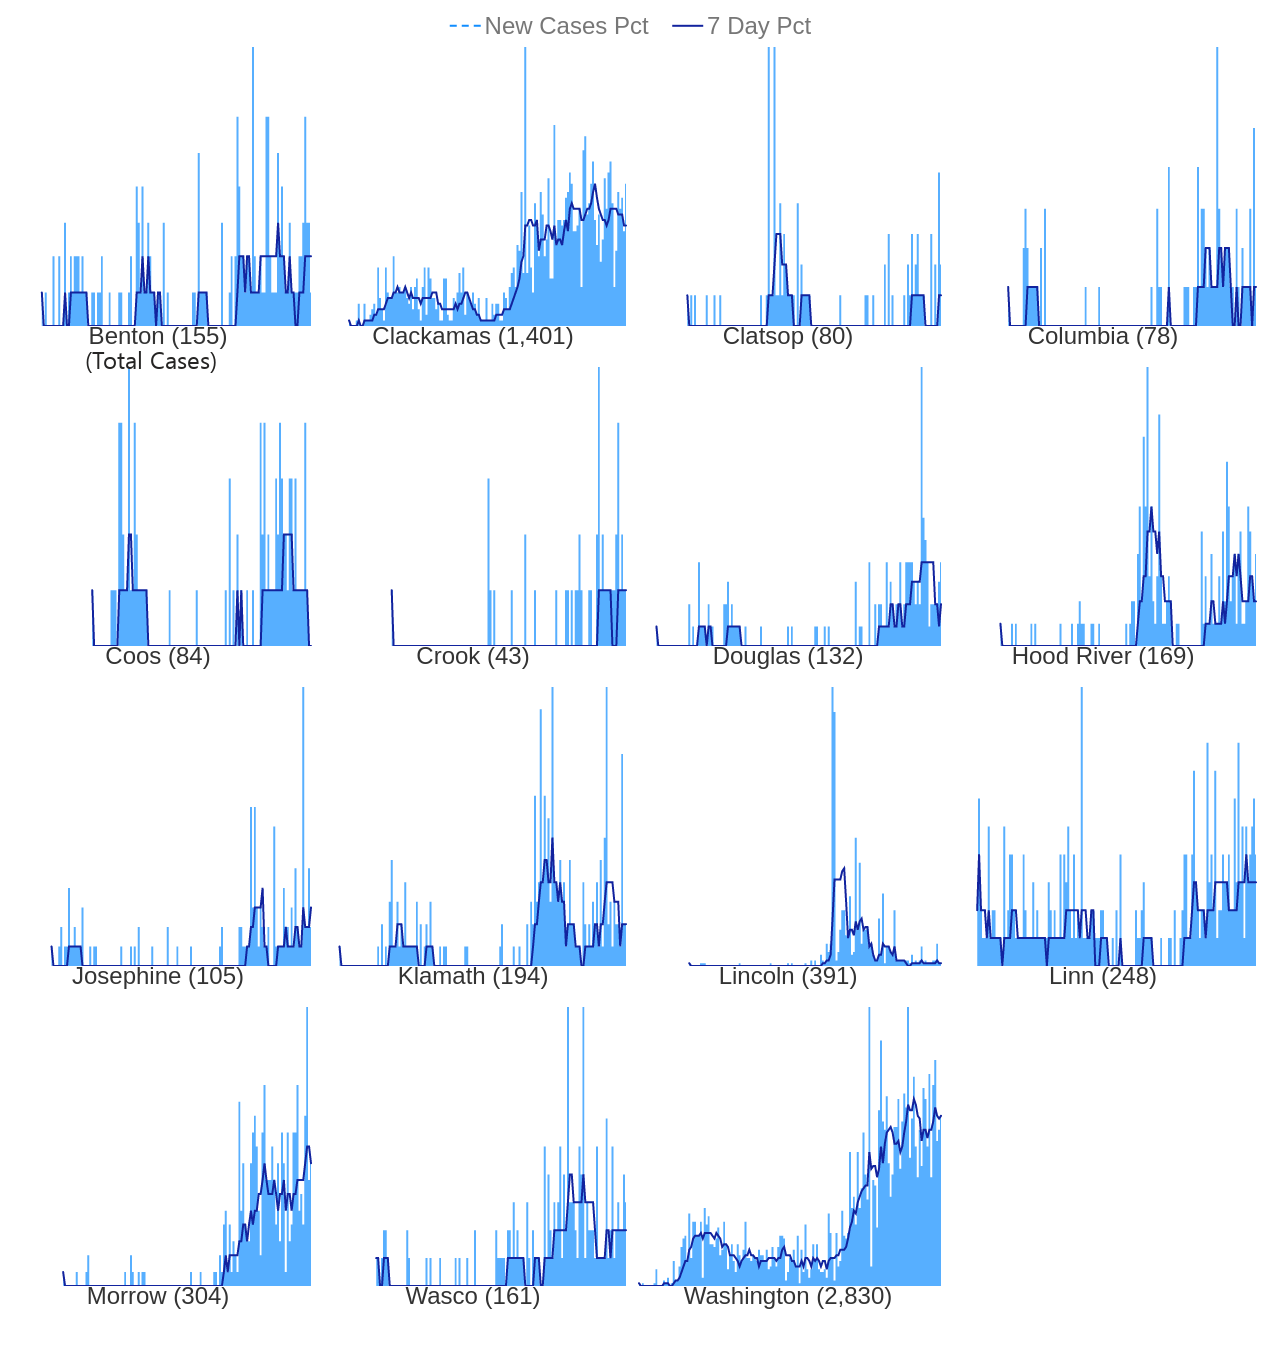 New Cases Pct 7 Day Pct
Benton (155) Clackamas (1,401) Clatsop (80) Columbia (78)
(Total Cases)
Coos (84) Crook (43) Douglas (132) Hood River (169)
Josephine (105) Klamath (194) Lincoln (391) Linn (248)
Morrow (304) Wasco (161) Washington (2,830)